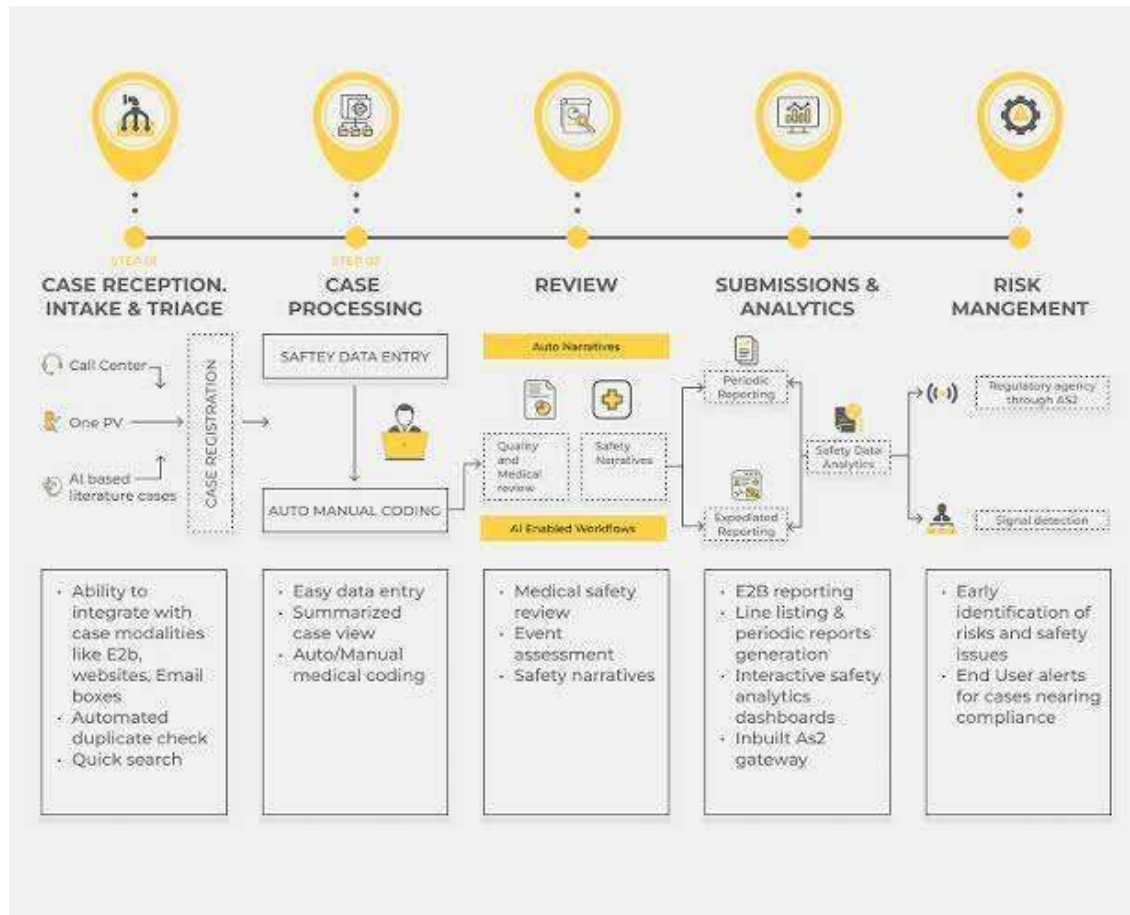 STEP 01
STEP 02
CASE RECEPTION.
INTAKE & TRIAGE
CASE
PROCESSING
REVIEW
SUBMISSIONS &
ANALYTICS
RISK
MANGEMENT
Call Center
One PV
AI based
literature cases
CASE REGISTRATION
SAFTEY DATA ENTRY
AUTO MANUAL CODING
Auto Narratives
Quality
and
Medical
review
Safety
Narratives
AI Enabled Workflows
Periodic
Reporting
Expediated
Reporting
Safety Data
Analytics
Regulatory agency
through AS2
Signal detection
• Ability to
integrate with
case modalities
like E2b,
websites, Email
boxes
• Automated
duplicate check
• Quick search
• Easy data entry
• Summarized
case view
• Auto/Manual
medical coding
• Medical safety
review
• Event
assessment
• Safety narratives
• E2B reporting
• Line listing &
periodic reports
generation
• Interactive safety
analytics
dashboards
• Inbuilt As2
gateway
• Early
identification of
risks and safety
issues
• End User alerts
for cases nearing
compliance